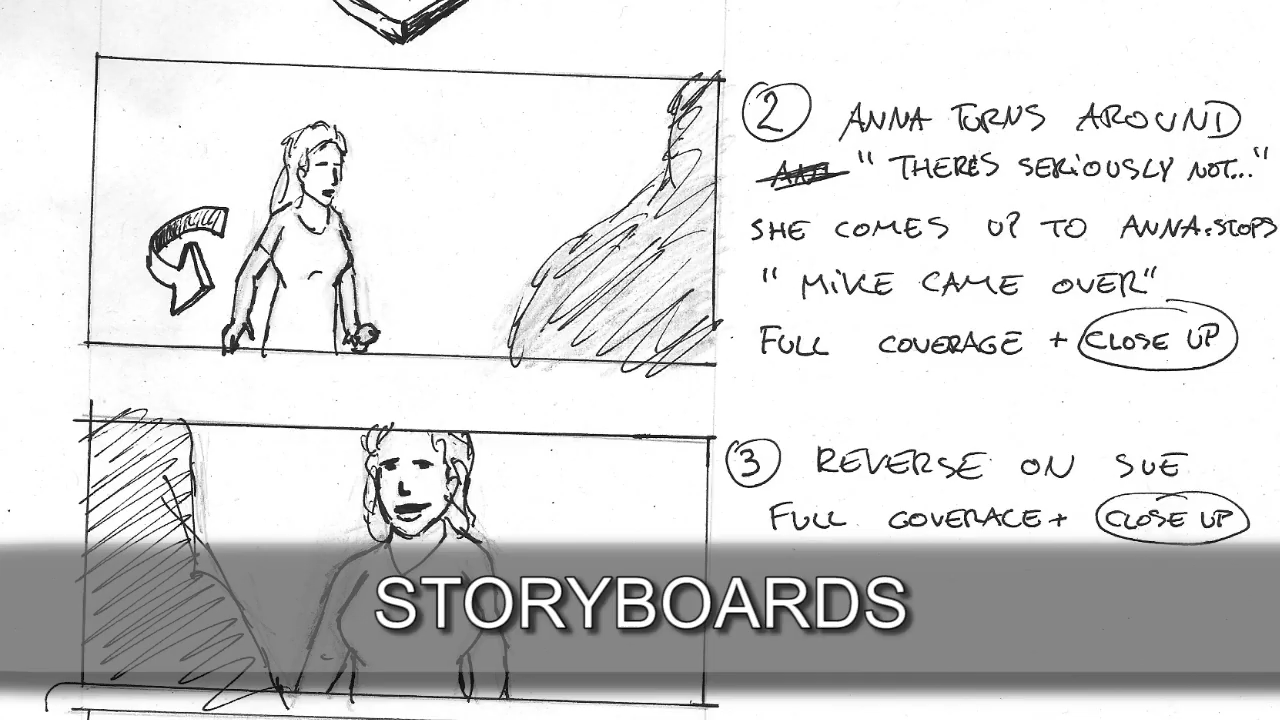 2 ANNA TURNS AROUND
" THERE'S SERIOUSLY NOT..."
SHE COMES UP TO ANNA. STOPS
" MIKE CAME OVER"
FULL COVERAGE + CLOSE UP
3 REVERSE ON SUE
FULL COVERAGE + CLOSE UP
STORYBOARDS